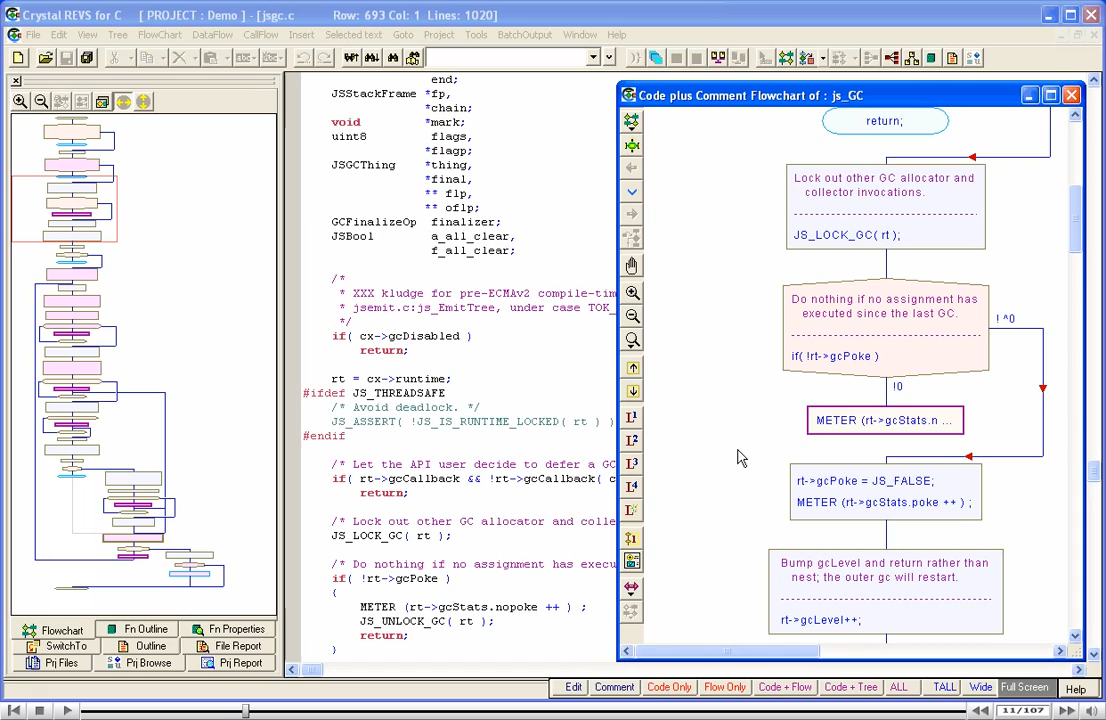 Crystal REVS for C [ PROJECT : Demo ] - [jsgc.c Row: 693 Col: 1 Lines: 1020]
File Edit View Tree FlowChart DataFlow CallFlow Insert Selected text Goto Project Tools BatchOutput Window Help
end;
JSStackFrame *fp,
*chain;
void *mark;
uint8 flags,
*flagp;
JSGCThing *thing,
*final,
** flp,
** oflp;
GCFinalizeOp finalizer;
JSBool a_all_clear,
f_all_clear;
/*
* XXX kludge for pre-ECMAv2 compile-tim
* jsemit.c:js_EmitTree, under case TOK_
*/
if( cx->gcDisabled )
return;
rt = cx->runtime;
#ifdef JS_THREADSAFE
/* Avoid deadlock. */
JS_ASSERT( !JS_IS_RUNTIME_LOCKED( rt ) )
#endif
/* Let the API user decide to defer a GC
if( rt->gcCallback && !rt->gcCallback( c
return;
/* Lock out other GC allocator and colle
JS_LOCK_GC( rt );
/* Do nothing if no assignment has execu
if( !rt->gcPoke )
{
METER (rt->gcStats.nopoke ++ ) ;
JS_UNLOCK_GC( rt );
return;
}
Code plus Comment Flowchart of : js_GC
return;
Lock out other GC allocator and
collector invocations.
JS_LOCK_GC( rt );
Do nothing if no assignment has
executed since the last GC.
if( !rt->gcPoke )
! ^0
!0
METER (rt->gcStats.n ...
rt->gcPoke = JS_FALSE;
METER (rt->gcStats.poke ++ ) ;
Bump gcLevel and return rather than
nest; the outer gc will restart.
rt->gcLevel++;
L1
L2
L3
L4
L
Flowchart Fn Outline Fn Properties
SwitchTo Outline File Report
Prj Files Prj Browse Prj Report
Edit Comment Code Only Flow Only Code + Flow Code + Tree ALL TALL Wide Full Screen Help
11/107